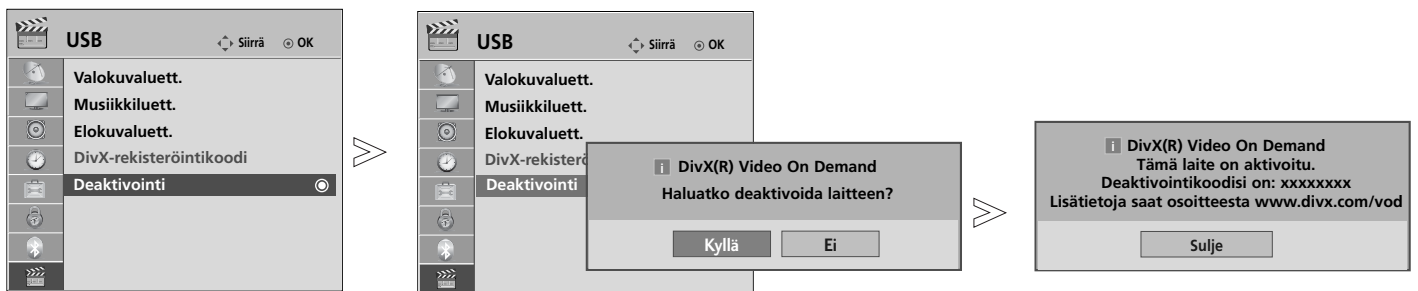 USB
Siirrä
OK
Valokuvaluett.
Musiikkiluett.
Elokuvaluett.
DivX-rekisteröintikoodi
Deaktivointi
USB
Siirrä
OK
Valokuvaluett.
Musiikkiluett.
Elokuvaluett.
DivX-rekisterö
Deaktivointi
i DivX(R) Video On Demand
Haluatko deaktivoida laitteen?
Kyllä
Ei
i DivX(R) Video On Demand
Tämä laite on aktivoitu.
Deaktivointikoodisi on: xxxxxxxx
Lisätietoja saat osoitteesta www.divx.com/vod
Sulje